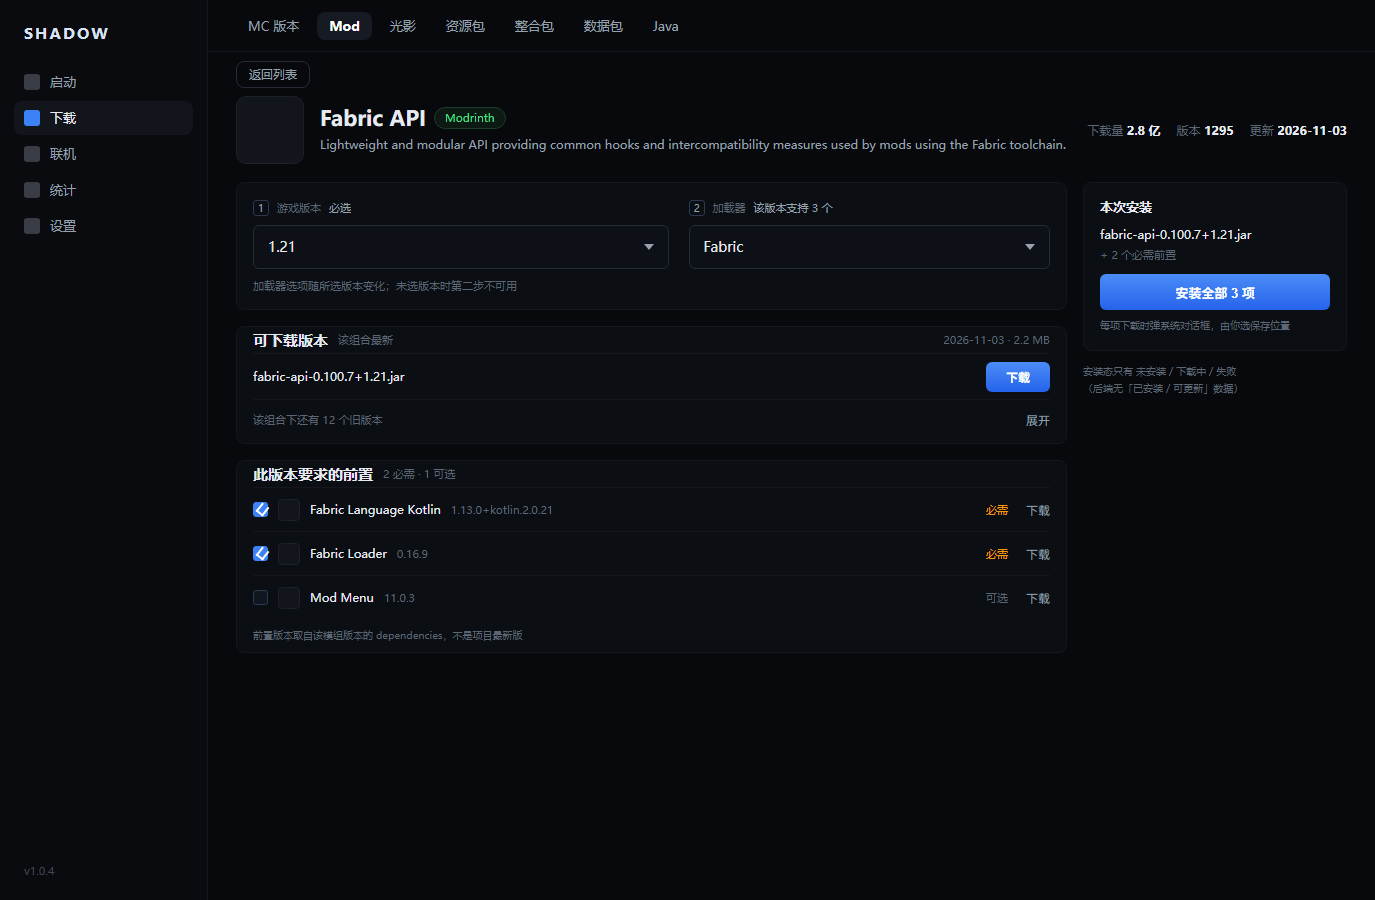 SHADOW
启动
下载
联机
统计
设置
v1.0.4
MC 版本 Mod 光影 资源包 整合包 数据包 Java
返回列表
Fabric API Modrinth
Lightweight and modular API providing common hooks and intercompatibility measures used by mods using the Fabric toolchain.
下载量 2.8 亿 版本 1295 更新 2026-11-03
1 游戏版本 必选
1.21
2 加载器 该版本支持 3 个
Fabric
加载器选项随所选版本变化；未选版本时第二步不可用
可下载版本 该组合最新 2026-11-03 · 2.2 MB
fabric-api-0.100.7+1.21.jar 下载
该组合下还有 12 个旧版本 展开
此版本要求的前置 2 必需 · 1 可选
Fabric Language Kotlin 1.13.0+kotlin.2.0.21 必需 下载
Fabric Loader 0.16.9 必需 下载
Mod Menu 11.0.3 可选 下载
前置版本取自该模组版本的 dependencies，不是项目最新版
本次安装
fabric-api-0.100.7+1.21.jar
+ 2 个必需前置
安装全部 3 项
每项下载时弹系统对话框，由你选保存位置
安装态只有 未安装 / 下载中 / 失败
（后端无「已安装 / 可更新」数据）